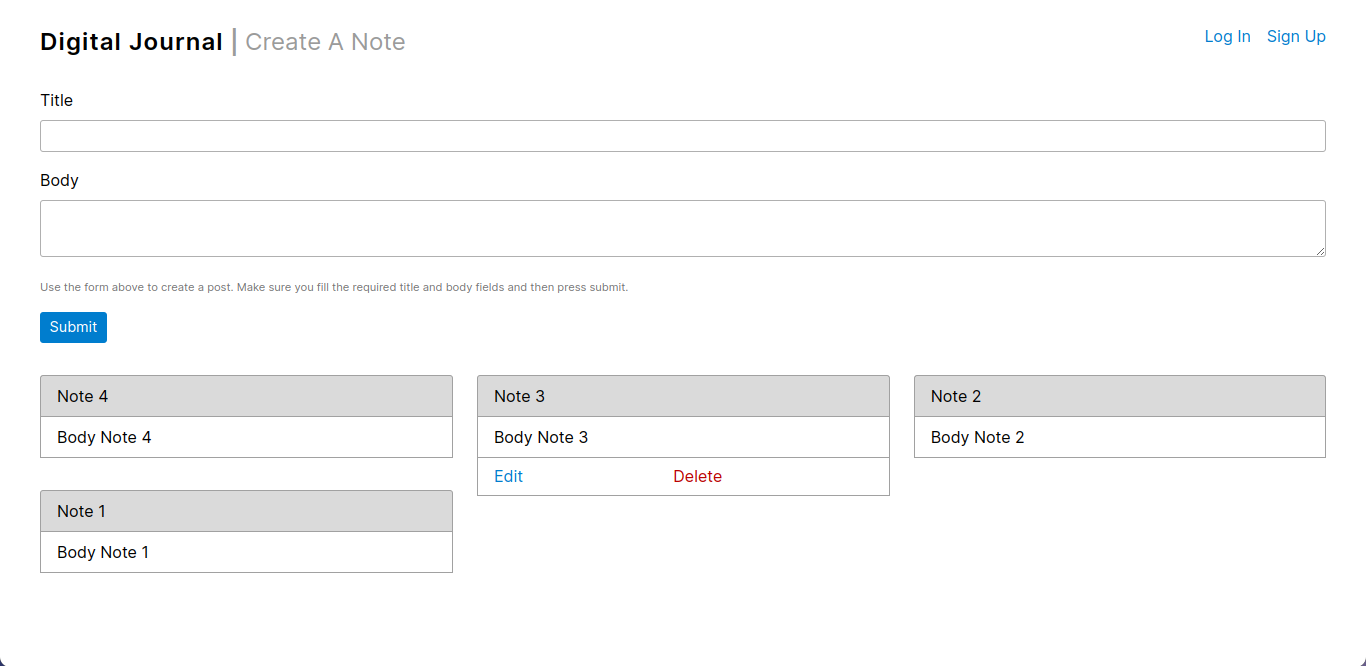 Digital Journal | Create A Note
Log In Sign Up
Title
Body
Use the form above to create a post. Make sure you fill the required title and body fields and then press submit.
Submit
Note 4
Body Note 4
Note 3
Body Note 3
Edit Delete
Note 2
Body Note 2
Note 1
Body Note 1